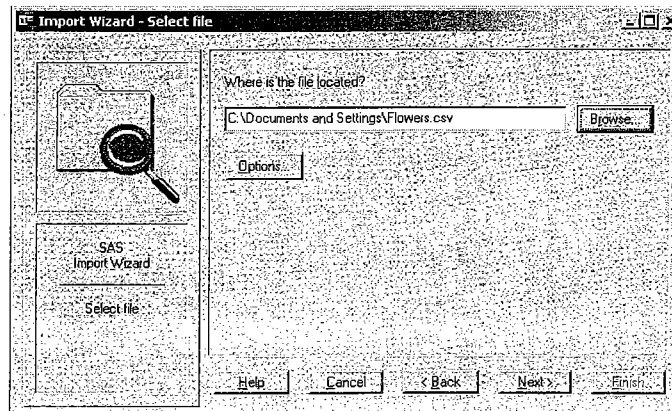 Import Wizard - Select file
Where is the file located?
C:\Documents and Settings\Flowers.csv
Browse...
Options...
SAS
Import Wizard
Select file
Help
Cancel
< Back
Next >
Finish